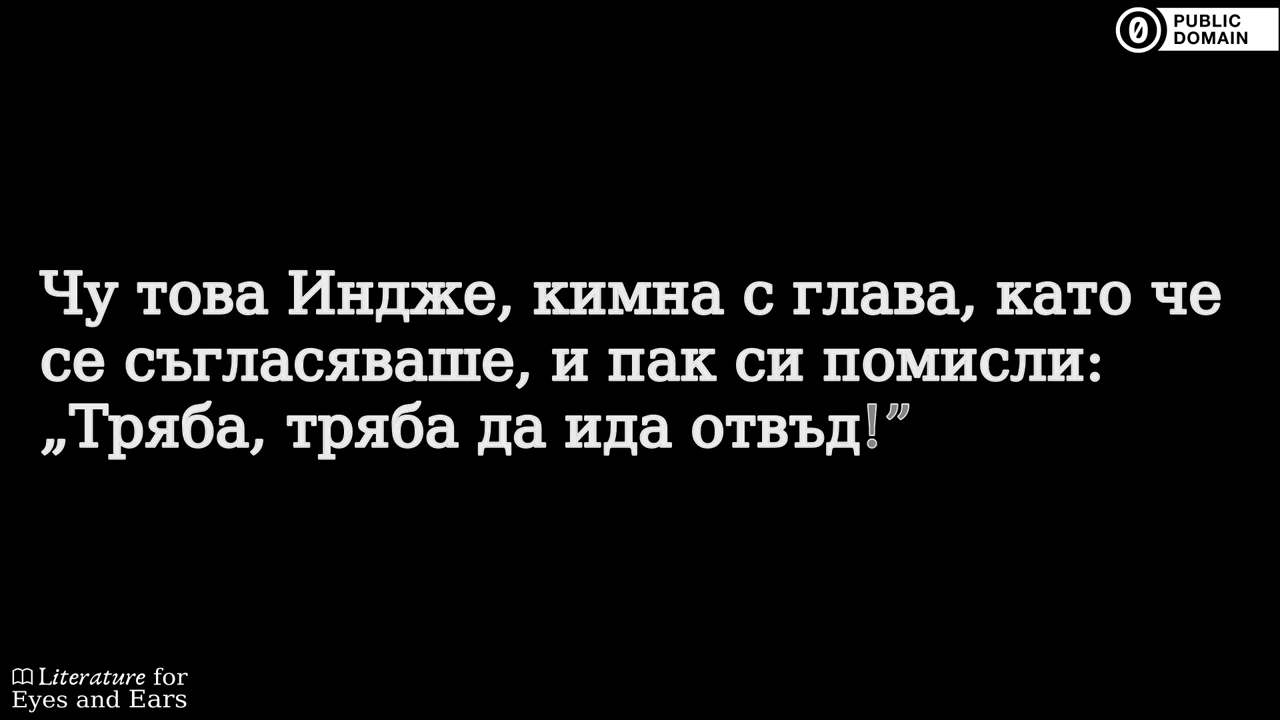 PUBLIC
DOMAIN
Чу това Индже, кимна с глава, като че
се съгласяваше, и пак си помисли:
„Тряба, тряба да ида отвъд!”
Literature for
Eyes and Ears